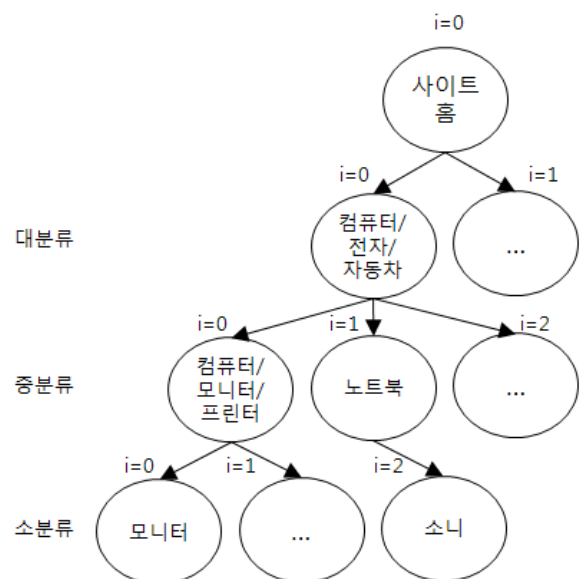 i=0
사이트
홈
i=0
i=1
대분류
컴퓨터/
전자/
자동차
...
i=0
i=1
i=2
중분류
컴퓨터/
모니터/
프린터
노트북
...
i=0
i=1
i=2
소분류
모니터
...
소니